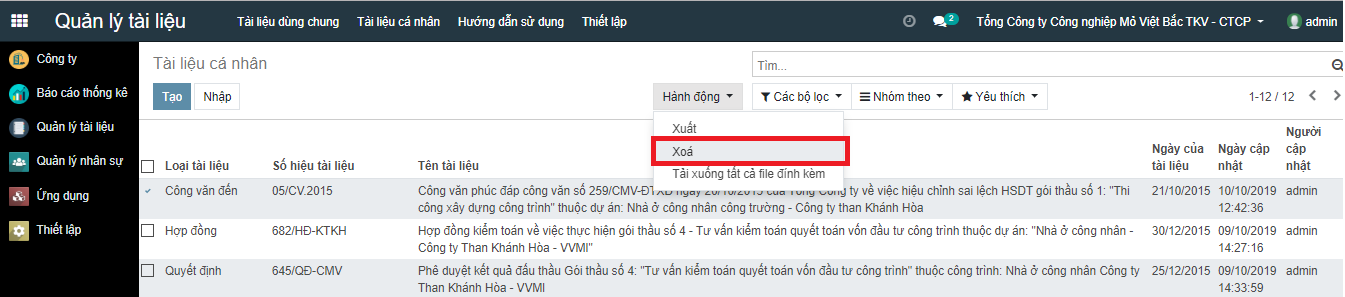 Quản lý tài liệu
Tài liệu dùng chung
Tài liệu cá nhân
Hướng dẫn sử dụng
Thiết lập
2
Tổng Công ty Công nghiệp Mỏ Việt Bắc TKV - CTCP
admin
Công ty
Báo cáo thống kê
Quản lý tài liệu
Quản lý nhân sự
Ứng dụng
Thiết lập
Tài liệu cá nhân
Tìm...
Tạo
Nhập
Hành động
Các bộ lọc
Nhóm theo
Yêu thích
1-12 / 12
Xuất
Xoá
Tải xuống tất cả file đính kèm
Loại tài liệu
Số hiệu tài liệu
Tên tài liệu
Ngày của
tài liệu
Ngày cập
nhật
Người
cập
nhật
Công văn đến
05/CV.2015
Công văn phúc đáp công văn số 259/CMV-ĐTXD ngày 20/10/2015 của Tổng Công ty về việc hiệu chỉnh sai lệch HSDT gói thầu số 1: "Thi
công xây dựng công trình" thuộc dự án: Nhà ở công nhân công trường - Công ty than Khánh Hòa
21/10/2015
10/10/2019
12:42:36
admin
Hợp đồng
682/HĐ-KTKH
Hợp đồng kiểm toán về việc thực hiện gói thầu số 4 - Tư vấn kiểm toán quyết toán vốn đầu tư công trình thuộc dự án: "Nhà ở công nhân -
Công ty Than Khánh Hòa - VVMI"
30/12/2015
09/10/2019
14:27:16
admin
Quyết định
645/QĐ-CMV
Phê duyệt kết quả đấu thầu Gói thầu số 4: "Tư vấn kiểm toán quyết toán vốn đầu tư công trình" thuộc công trình: Nhà ở công nhân Công ty
Than Khánh Hòa - VVMI
25/12/2015
09/10/2019
14:33:59
admin